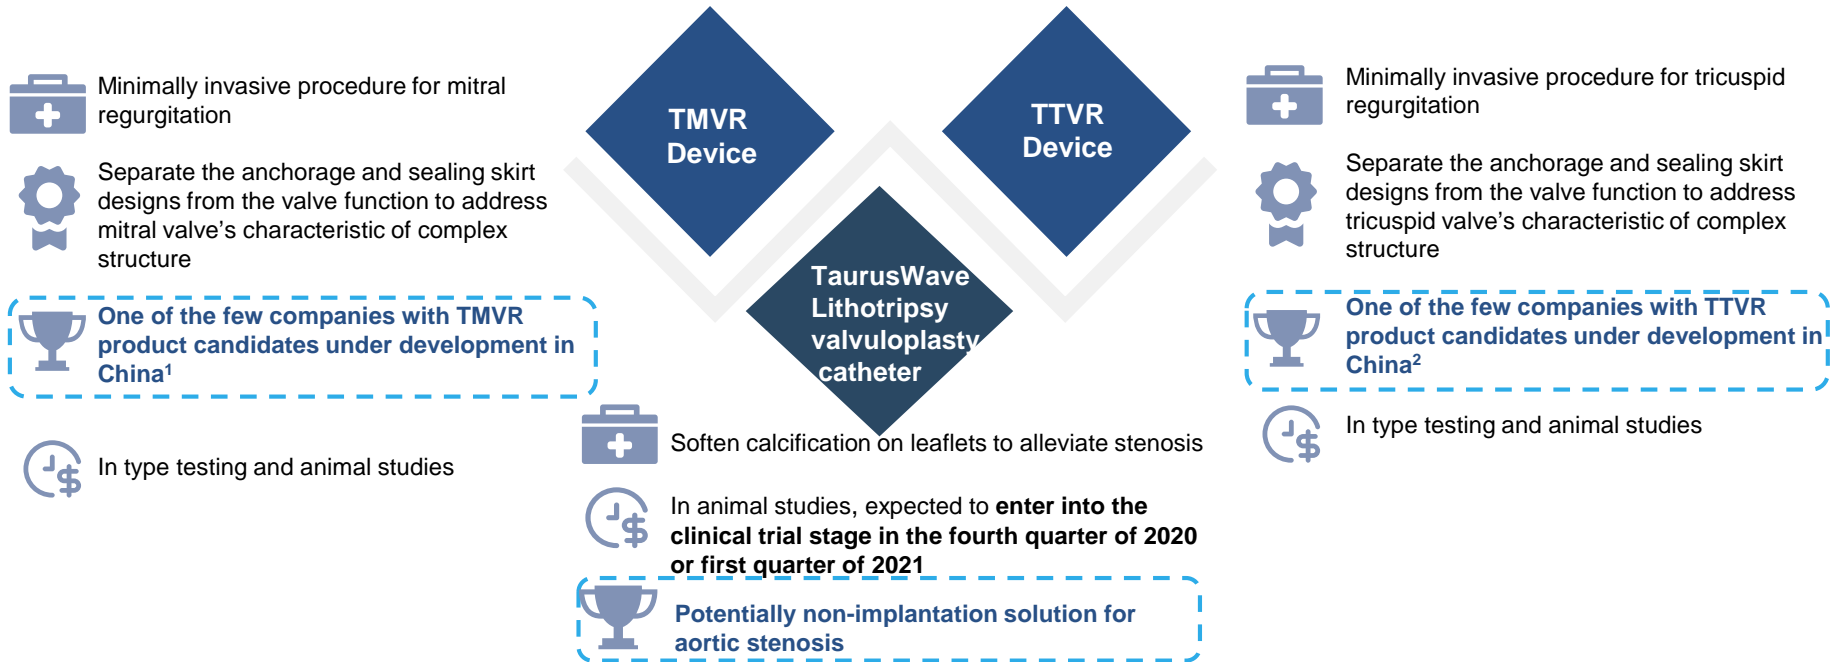 TMVR
Device
TTVR
Device
TaurusWave
Lithotripsy
valvuloplasty
catheter
Minimally invasive procedure for mitral
regurgitation
Separate the anchorage and sealing skirt
designs from the valve function to address
mitral valve's characteristic of complex
structure
One of the few companies with TMVR
product candidates under development in
China¹
In type testing and animal studies
Soften calcification on leaflets to alleviate stenosis
In animal studies, expected to enter into the
clinical trial stage in the fourth quarter of 2020
or first quarter of 2021
Potentially non-implantation solution for
aortic stenosis
Minimally invasive procedure for tricuspid
regurgitation
Separate the anchorage and sealing skirt
designs from the valve function to address
tricuspid valve's characteristic of complex
structure
One of the few companies with TTVR
product candidates under development in
China²
In type testing and animal studies